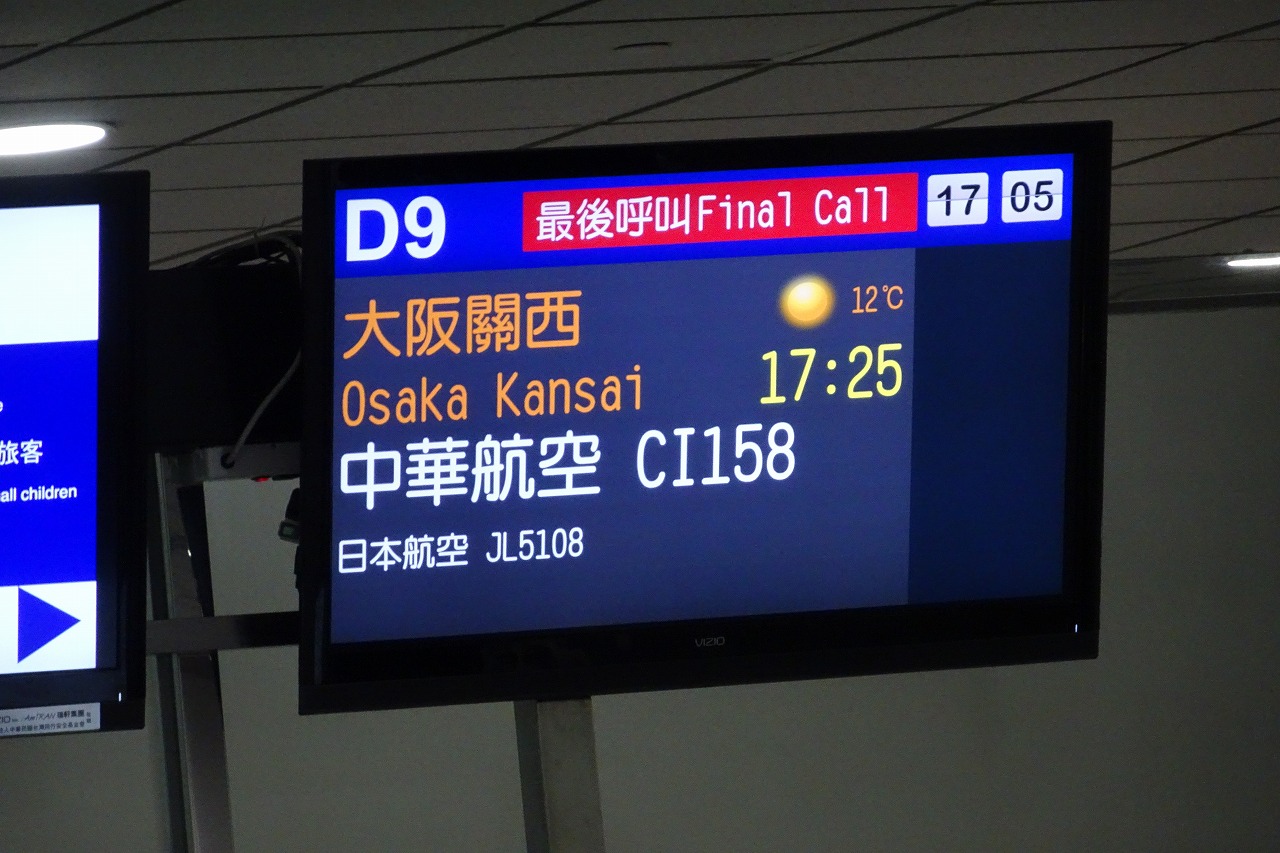 D9 最後呼叫Final Call 17 05
大阪關西 12℃
Osaka Kansai 17:25
中華航空 CI158
日本航空 JL5108
VIZIO
旅客
all children